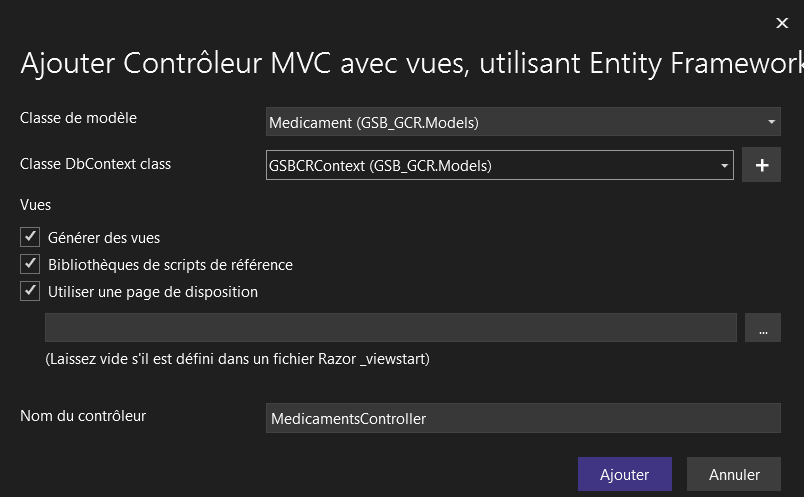 Ajouter Contrôleur MVC avec vues, utilisant Entity Framework
Classe de modèle
Medicament (GSB_GCR.Models)
Classe DbContext class
GSBCRContext (GSB_GCR.Models)
Vues
Générer des vues
Bibliothèques de scripts de référence
Utiliser une page de disposition
...
(Laissez vide s'il est défini dans un fichier Razor _viewstart)
Nom du contrôleur
MedicamentsController
Ajouter
Annuler